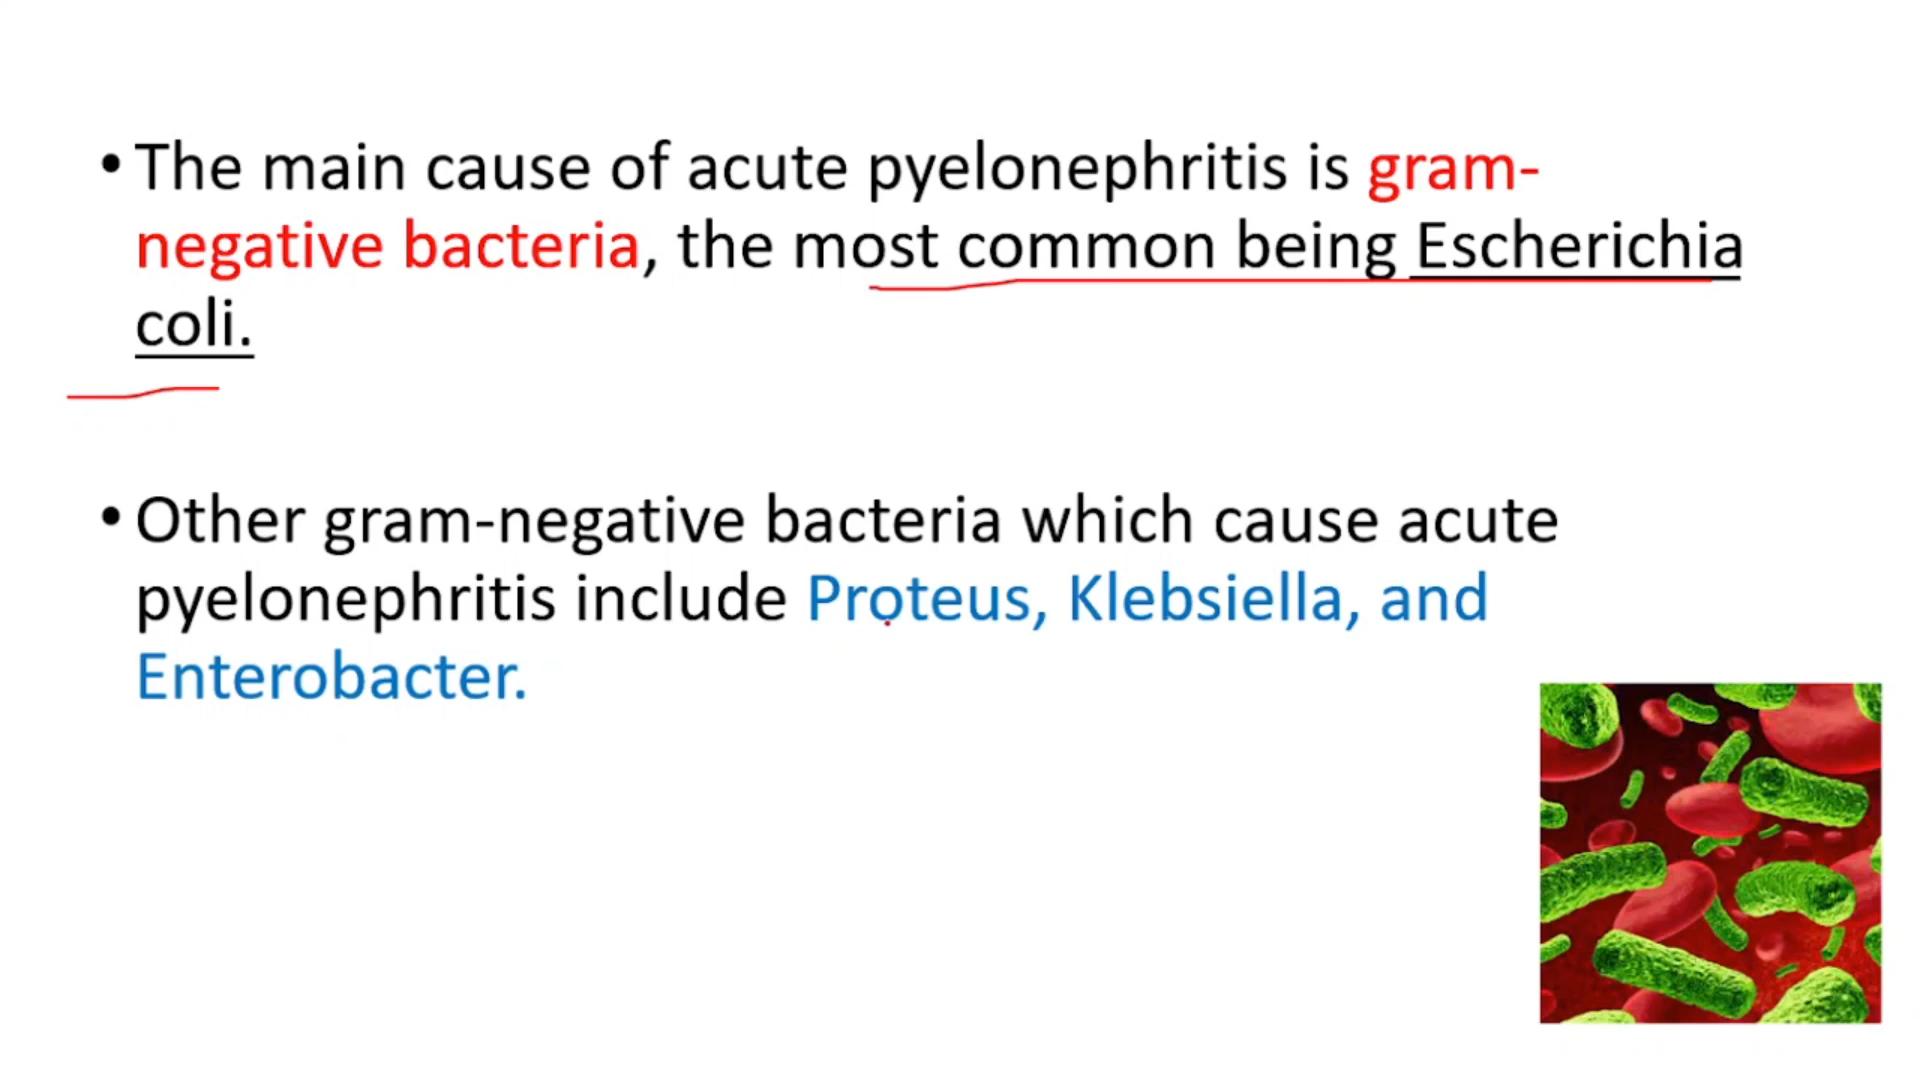 • The main cause of acute pyelonephritis is gram-
negative bacteria, the most common being Escherichia
coli.
• Other gram-negative bacteria which cause acute
pyelonephritis include Proteus, Klebsiella, and
Enterobacter.